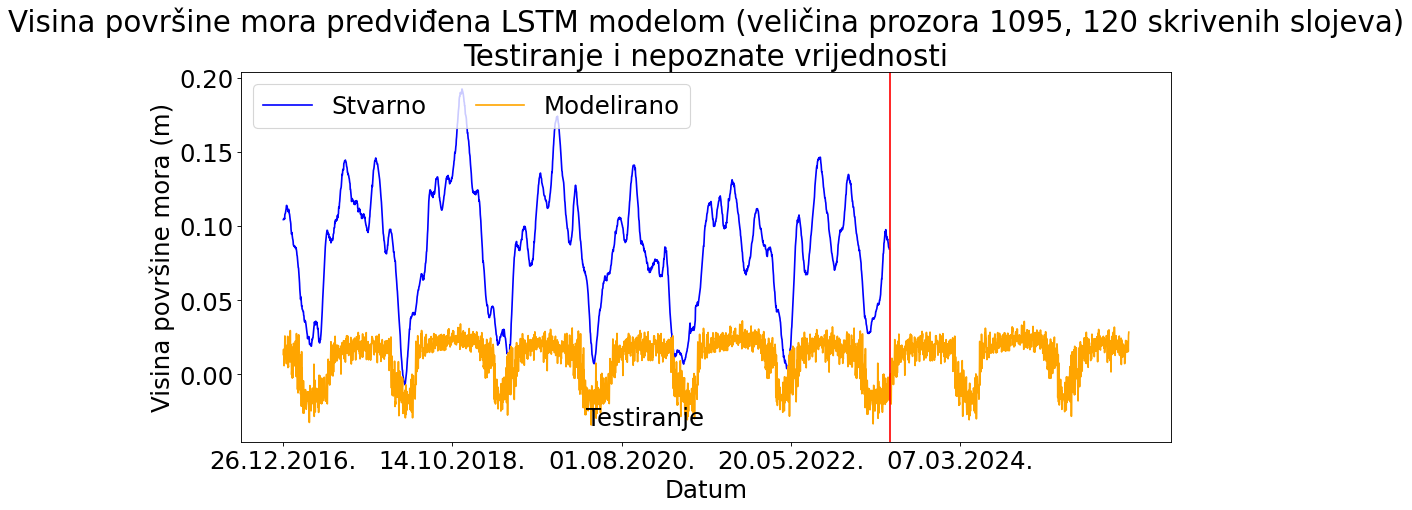 Visina površine mora predviđena LSTM modelom (veličina prozora 1095, 120 skrivenih slojeva)
Testiranje i nepoznate vrijednosti
Stvarno
Modelirano
Visina površine mora (m)
0.20
0.15
0.10
0.05
0.00
Testiranje
26.12.2016.
14.10.2018.
01.08.2020.
20.05.2022.
07.03.2024.
Datum